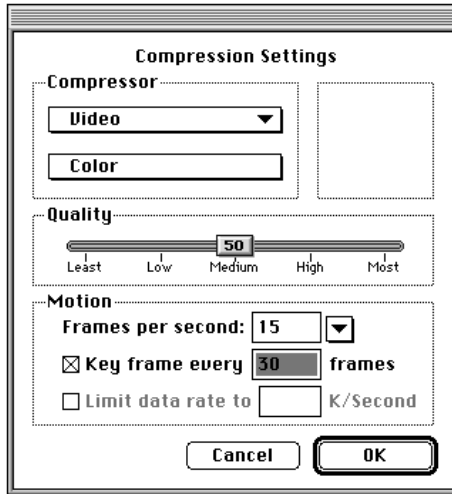 Compression Settings
Compressor
Video
Color
Quality
50
Least Low Medium High Most
Motion
Frames per second: 15
Key frame every 30 frames
Limit data rate to K/Second
Cancel OK